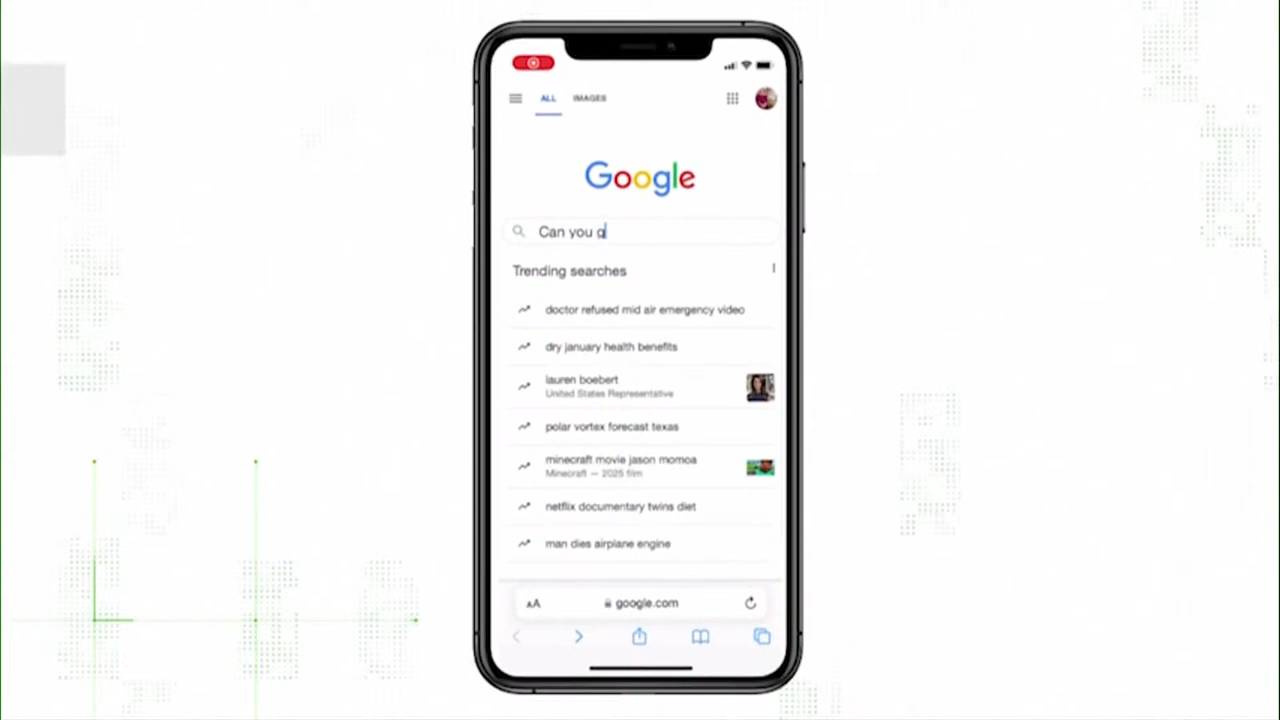 ALL IMAGES
Google
Can you g
Trending searches
doctor refused mid air emergency video
dry january health benefits
lauren boebert
United States Representative
polar vortex forecast texas
minecraft movie jason momoa
Minecraft — 2025 film
netflix documentary twins diet
man dies airplane engine
AA google.com